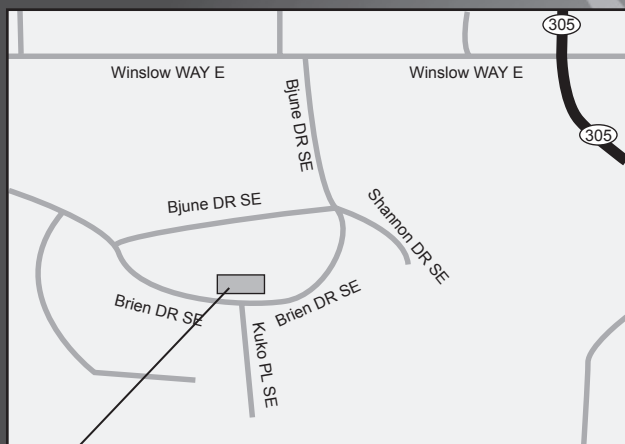 305
Winslow WAY E
Winslow WAY E
Bjune DR SE
305
Bjune DR SE
Shannon DR SE
Brien DR SE
Brien DR SE
Kuko PL SE